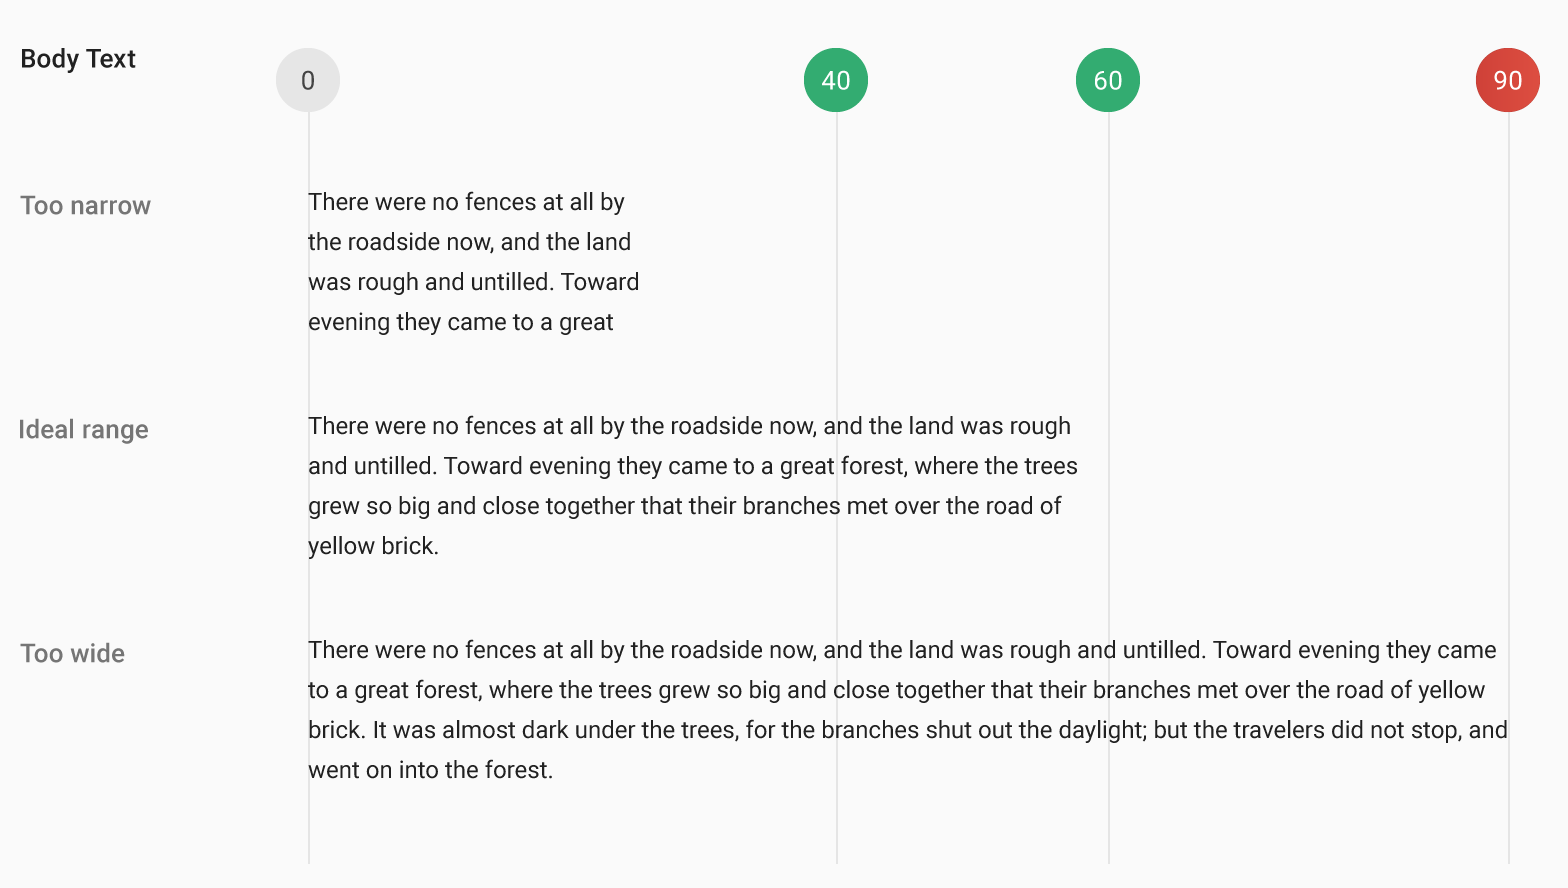 Body Text
0
40
60
90
Too narrow
There were no fences at all by
the roadside now, and the land
was rough and untilled. Toward
evening they came to a great
Ideal range
There were no fences at all by the roadside now, and the land was rough
and untilled. Toward evening they came to a great forest, where the trees
grew so big and close together that their branches met over the road of
yellow brick.
Too wide
There were no fences at all by the roadside now, and the land was rough and untilled. Toward evening they came
to a great forest, where the trees grew so big and close together that their branches met over the road of yellow
brick. It was almost dark under the trees, for the branches shut out the daylight; but the travelers did not stop, and
went on into the forest.